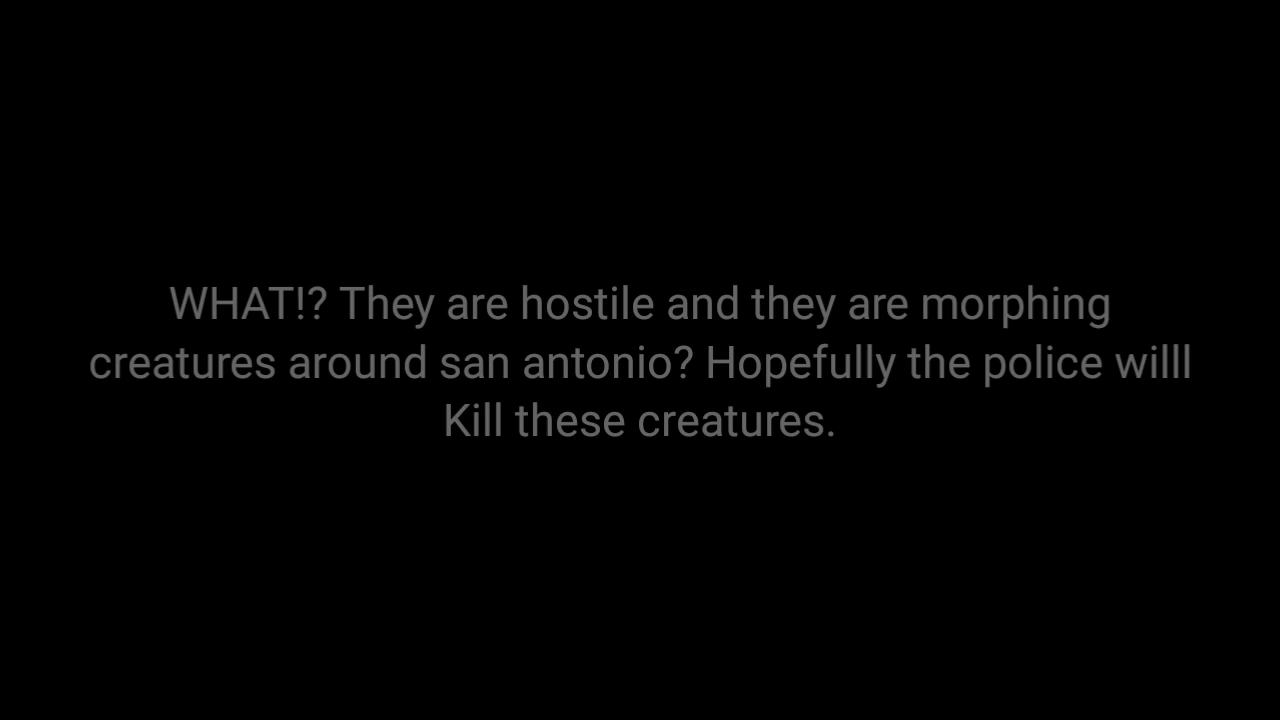 WHAT!? They are hostile and they are morphing
creatures around san antonio? Hopefully the police willl
Kill these creatures.